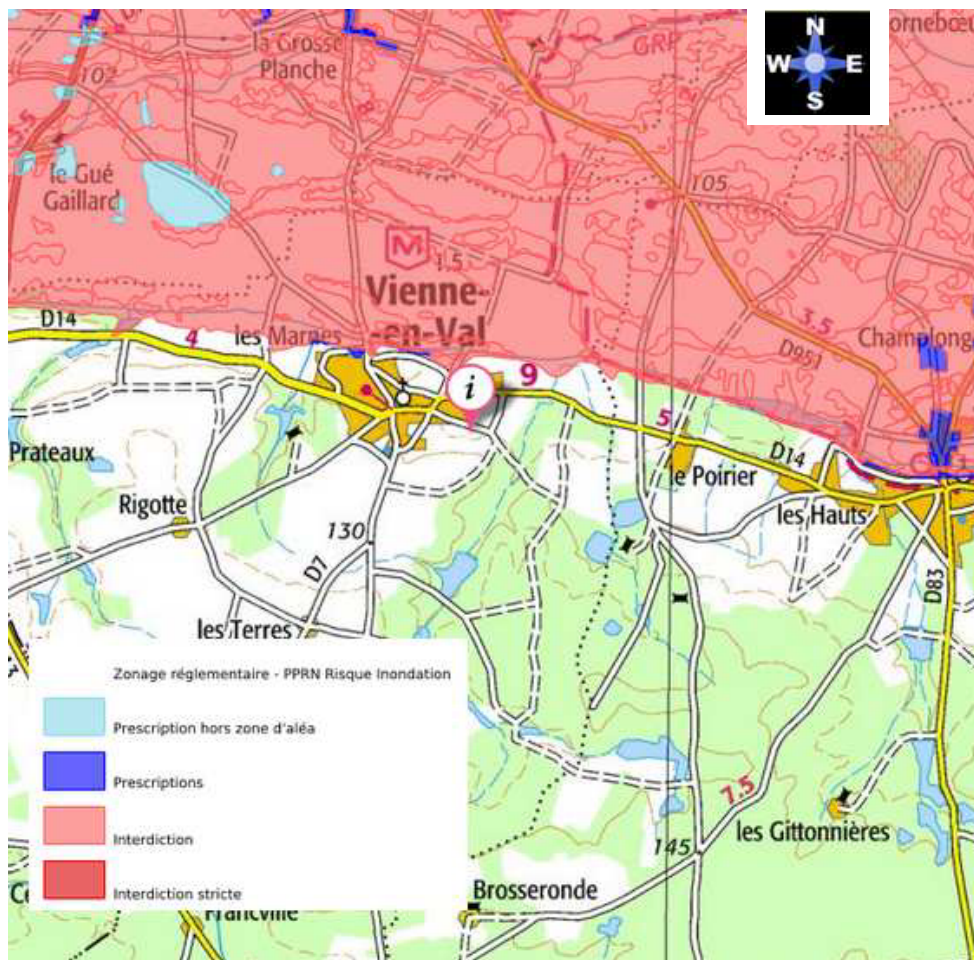 N
W E
S
la Grosse
Planche
GRP
102
2
8
le Gué
Gaillard
105
M
1.5
Vienne-
-en-Val
D14
4
les Marnes
3.5
Champlong
D951
i
9
5
Prateaux
le Poirier
D14
Rigotte
les Hauts
130
D7
D83
les Terres
Zonage réglementaire - PPRN Risque Inondation
Prescription hors zone d'aléa
Prescriptions
Interdiction
Interdiction stricte
7.5
les Gittonnières
145
Brosseronde
Francville